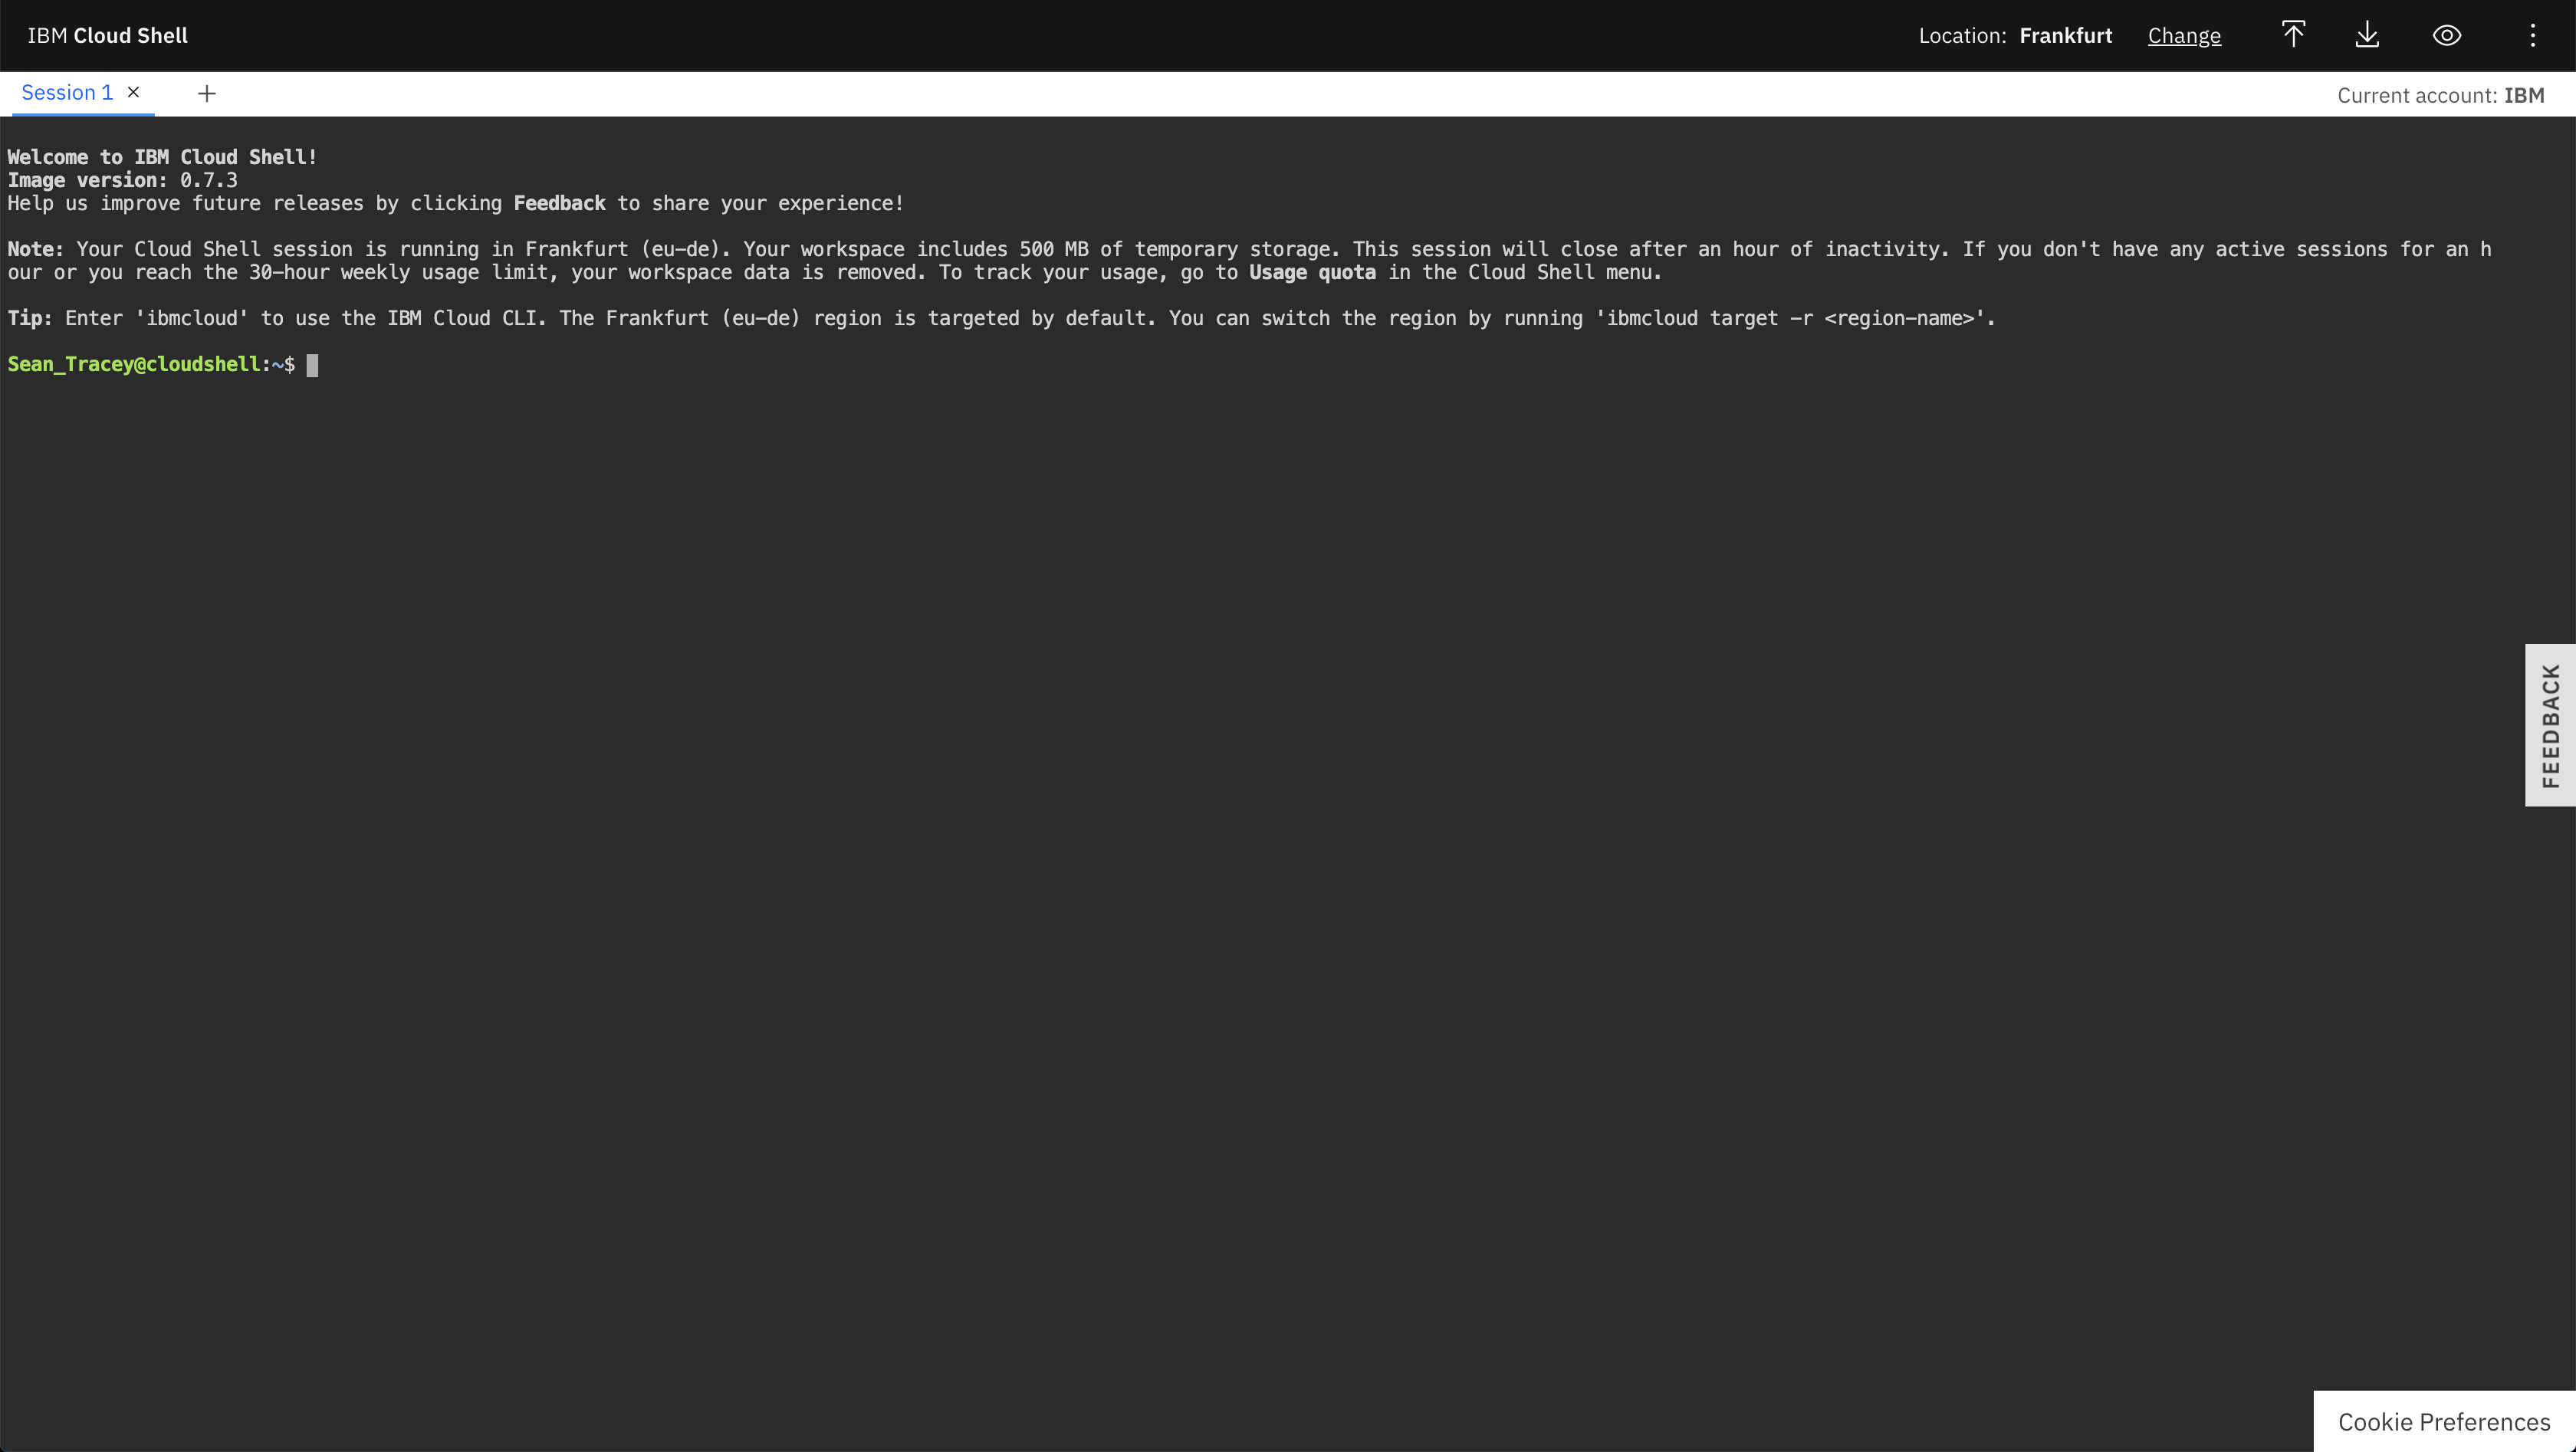 IBM Cloud Shell
Location: Frankfurt Change
Session 1
Current account: IBM
Welcome to IBM Cloud Shell!
Image version: 0.7.3
Help us improve future releases by clicking Feedback to share your experience!
Note: Your Cloud Shell session is running in Frankfurt (eu-de). Your workspace includes 500 MB of temporary storage. This session will close after an hour of inactivity. If you don't have any active sessions for an h
our or you reach the 30-hour weekly usage limit, your workspace data is removed. To track your usage, go to Usage quota in the Cloud Shell menu.
Tip: Enter 'ibmcloud' to use the IBM Cloud CLI. The Frankfurt (eu-de) region is targeted by default. You can switch the region by running 'ibmcloud target -r <region-name>'.
Sean_Tracey@cloudshell:~$
FEEDBACK
Cookie Preferences